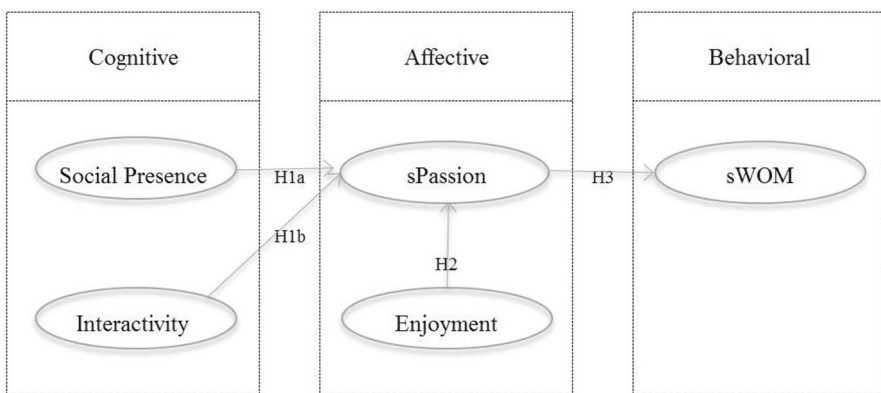 Cognitive
Affective
Behavioral
Social Presence
H1a
sPassion
H3
sWOM
H1b
H2
Interactivity
Enjoyment